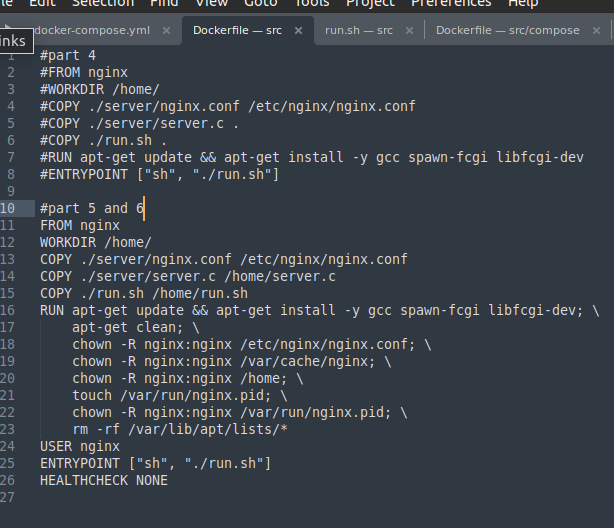 Edit Selection Find View Goto Tools Project Preferences Help
docker-compose.yml × Dockerfile — src × run.sh — src × Dockerfile — src/compose ×
inks
1 #part 4
2 #FROM nginx
3 #WORKDIR /home/
4 #COPY ./server/nginx.conf /etc/nginx/nginx.conf
5 #COPY ./server/server.c .
6 #COPY ./run.sh .
7 #RUN apt-get update && apt-get install -y gcc spawn-fcgi libfcgi-dev
8 #ENTRYPOINT ["sh", "./run.sh"]
9
10 #part 5 and 6
11 FROM nginx
12 WORKDIR /home/
13 COPY ./server/nginx.conf /etc/nginx/nginx.conf
14 COPY ./server/server.c /home/server.c
15 COPY ./run.sh /home/run.sh
16 RUN apt-get update && apt-get install -y gcc spawn-fcgi libfcgi-dev; \
17 apt-get clean; \
18 chown -R nginx:nginx /etc/nginx/nginx.conf; \
19 chown -R nginx:nginx /var/cache/nginx; \
20 chown -R nginx:nginx /home; \
21 touch /var/run/nginx.pid; \
22 chown -R nginx:nginx /var/run/nginx.pid; \
23 rm -rf /var/lib/apt/lists/*
24 USER nginx
25 ENTRYPOINT ["sh", "./run.sh"]
26 HEALTHCHECK NONE
27